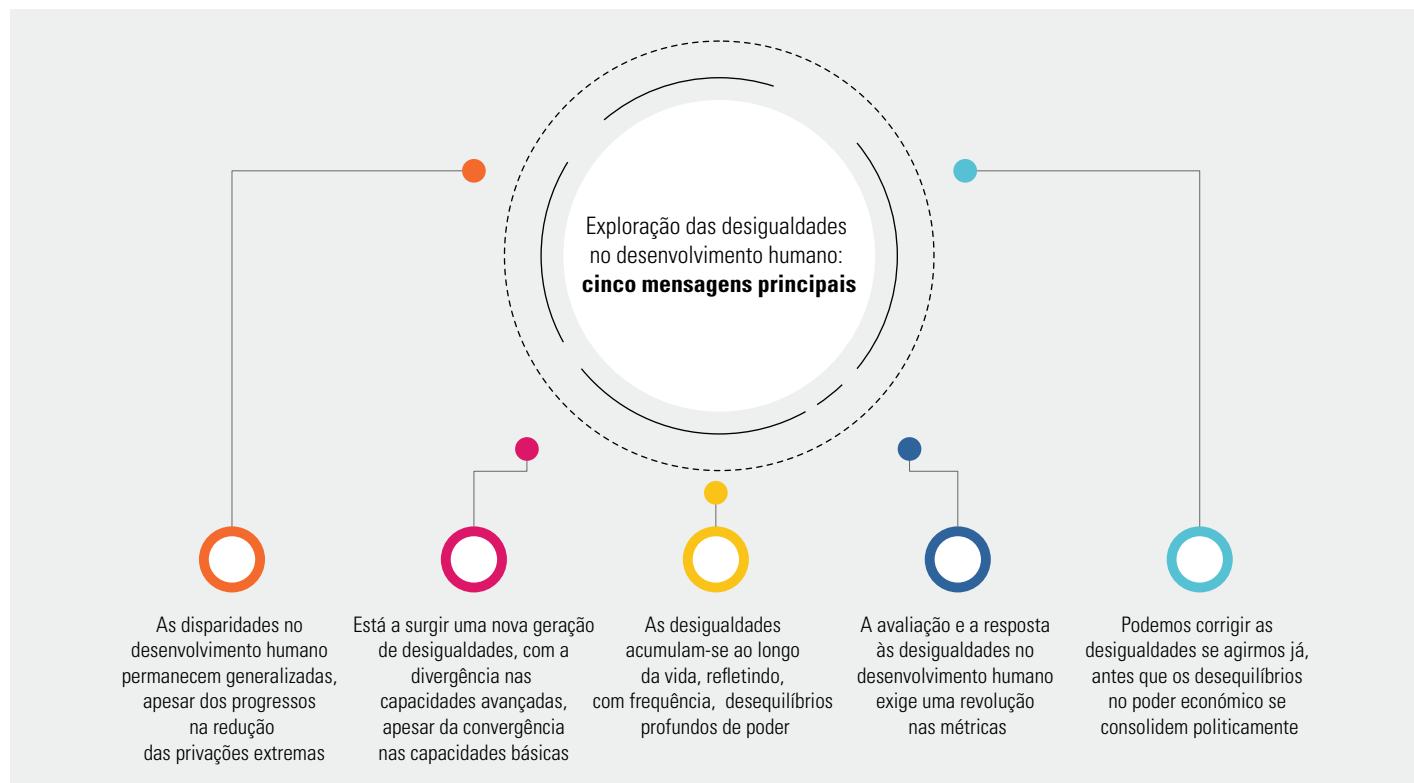 Exploração das desigualdades
no desenvolvimento humano:
cinco mensagens principais
As disparidades no
desenvolvimento humano
permanecem generalizadas,
apesar dos progressos
na redução
das privações extremas
Está a surgir uma nova geração
de desigualdades, com a
divergência nas
capacidades avançadas,
apesar da convergência
nas capacidades básicas
As desigualdades
acumulam-se ao longo
da vida, refletindo,
com frequência, desequilíbrios
profundos de poder
A avaliação e a resposta
às desigualdades no
desenvolvimento humano
exige uma revolução
nas métricas
Podemos corrigir as
desigualdades se agirmos já,
antes que os desequilíbrios
no poder económico se
consolidem politicamente